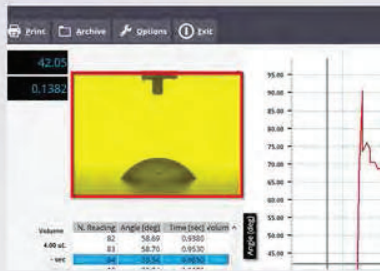 Print Archive Options Exit
42.05
0.1382
95.00
90.00
85.00
80.00
75.00
70.00
65.00
60.00
55.00
50.00
45.00
Angle [deg]
Volume
4.00 uL
- sec
N. Reading Angle [deg] Time [sec] Volum
82 58.69 0.9380
83 58.70 0.9530